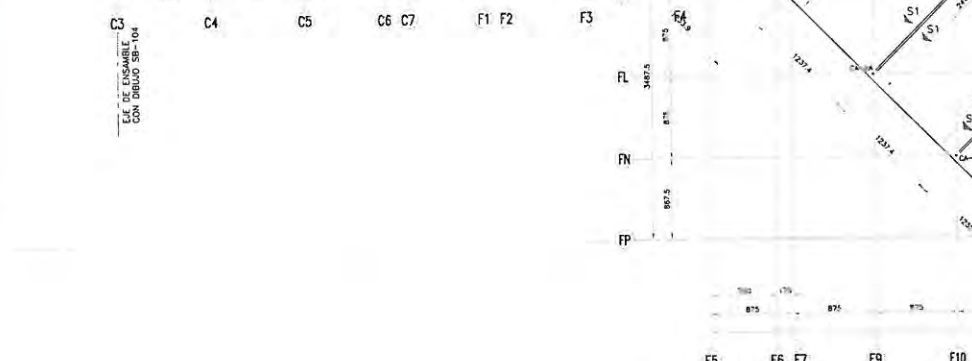 C3 C4 C5 C6 C7 F1 F2 F3 F4
EJE DE ENSAMBLE
CON DIBUJO SB-104
S1
S1
875
FL
3487.5
1237.4
875
FN
1237.4
867.5
FP
875 875 875
F5 F6 F7 F9 F10